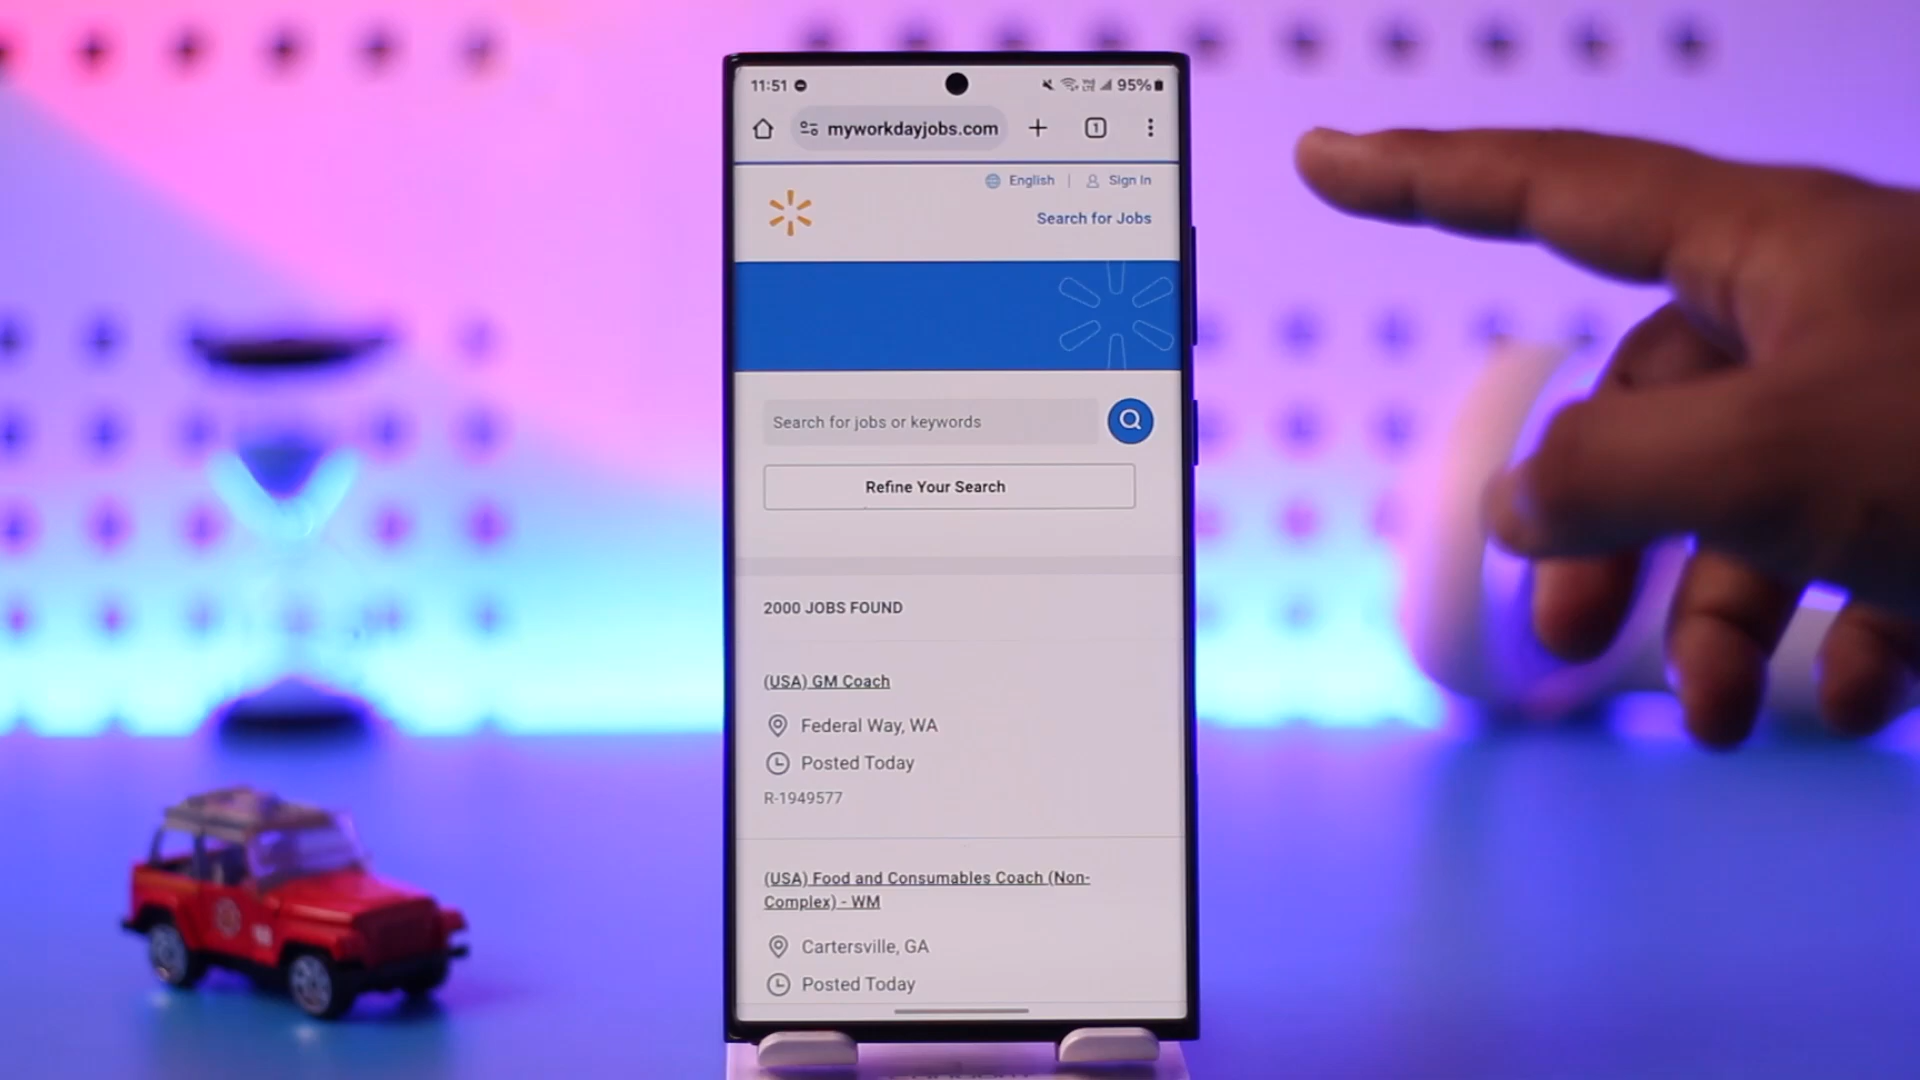 11:51 95%
myworkdayjobs.com 1
English | Sign In
Search for Jobs
Search for jobs or keywords
Refine Your Search
2000 JOBS FOUND
(USA) GM Coach
Federal Way, WA
Posted Today
R-1949577
(USA) Food and Consumables Coach (Non-
Complex) - WM
Cartersville, GA
Posted Today